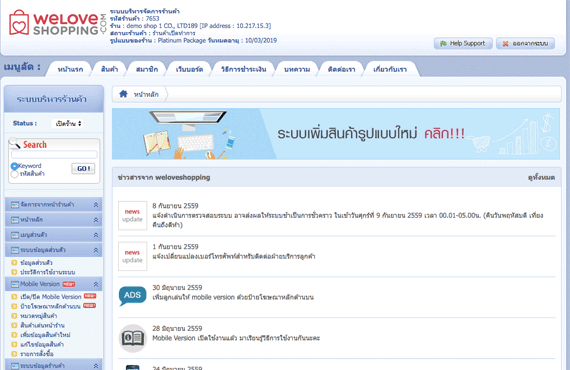 weLOVE
SHOPPING.COM
ระบบบริหารจัดการร้านค้า
รหัสร้านค้า : 7653
ร้าน : demo shop 1 CO., LTD189 [IP address : 10.217.15.3]
สถานะร้านค้า : ร้านค้าเปิดทำการ
รูปแบบของร้าน : Platinum Package วันหมดอายุ : 10/03/2019
Help Support
ออกจากระบบ
เมนูลัด :
หน้าแรก
สินค้า
สมาชิก
เว็บบอร์ด
วิธีการชำระเงิน
บทความ
ติดต่อเรา
เกี่ยวกับเรา
ระบบบริหารร้านค้า
Status :
เปิดร้าน
Search
Keyword
รหัสสินค้า
GO !
จัดการจากหน้าร้านค้า
หน้าหลัก
เมนูส่วนตัว
ระบบข้อมูลส่วนตัว
ข้อมูลส่วนตัว
ประวัติการใช้งานระบบ
Mobile Version
เปิด/ปิด Mobile Version
ป้ายโฆษณาหลักด้านบน
หมวดหมู่สินค้า
สินค้าเด่นหน้าร้าน
เพิ่มข้อมูลสินค้าใหม่
แก้ไขข้อมูลสินค้า
รายการสั่งซื้อ
ระบบข้อมูลร้านค้า
หน้าหลัก
ระบบเพิ่มสินค้ารูปแบบใหม่ คลิก!!!
ข่าวสารจาก weloveshopping
ดูทั้งหมด
news
update
8 กันยายน 2559
แจ้งดำเนินการตรวจสอบระบบ อาจส่งผลให้ระบบช้าเป็นการชั่วคราว ในเช้าวันศุกร์ที่ 9 กันยายน 2559 เวลา 00.01-05.00น. (คืนวันพฤหัสบดี เที่ยง
คืนถึงตีห้า)
news
update
1 กันยายน 2559
แจ้งเปลี่ยนแปลงเบอร์โทรศัพท์สำหรับติดต่อฝ่ายบริการลูกค้า
ADS
30 มิถุนายน 2559
เพิ่มลูกเล่นให้ mobile version ด้วยป้ายโฆษณาหลักด้านบน
28 มิถุนายน 2559
Mobile Version เปิดใช้งานแล้ว มาเรียนรู้วิธีการใช้งานกันนะคะ
24 มิถุนายน 2559